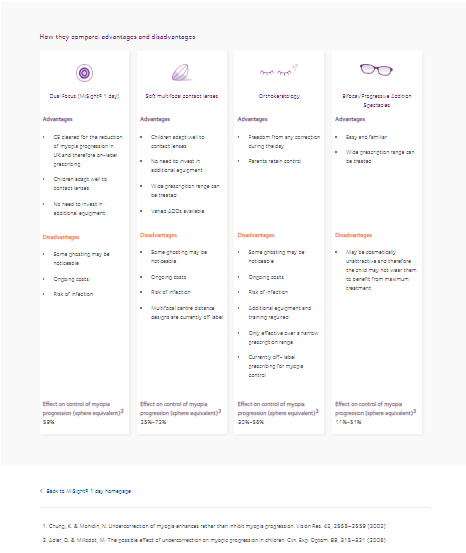 How they compare: advantages and disadvantages
Dual Focus (MiSight® 1 day)
Advantages
• CE cleared for the reduction
of myopia progression in
UK and therefore on-label
prescribing
• Children adapt well to
contact lenses
• No need to invest in
additional equipment
Disadvantages
• Some ghosting may be
noticeable
• Ongoing costs
• Risk of infection
Effect on control of myopia
progression (sphere equivalent)3
59%
Soft multifocal contact lenses
Advantages
• Children adapt well to
contact lenses
• No need to invest in
additional equipment
• Wide prescription range can
be treated
• Varied ADDs available
Disadvantages
• Some ghosting may be
noticeable
• Ongoing costs
• Risk of infection
• Multifocal centre distance
designs are currently off label
Effect on control of myopia
progression (sphere equivalent)3
25%–72%
Orthokeratology
Advantages
• Freedom from any correction
during the day
• Parents retain control
Disadvantages
• Some ghosting may be
noticeable
• Ongoing costs
• Risk of infection
• Additional equipment and
training required
• Only effective over a narrow
prescription range
• Currently off- label
prescribing for myopia
control
Effect on control of myopia
progression (sphere equivalent)3
30%–56%
Bifocal/Progressive Addition
Spectacles
Advantages
• Easy and familiar
• Wide prescription range can
be treated
Disadvantages
• May be cosmetically
unattractive and therefore
the child may not wear them
to benefit from maximum
treatment
Effect on control of myopia
progression (sphere equivalent)3
11%–51%
< Back to MiSight® 1 day homepage
1. Chung, K. & Mohidin, N. Undercorrection of myopia enhances rather than inhibit myopia progression. Vision Res. 42, 2555–2559 (2002)
2. Adler, D. & Millodot, M. The possible effect of undercorrection on myopic progression in children. Clin. Exp. Optom. 89, 315–321 (2006)